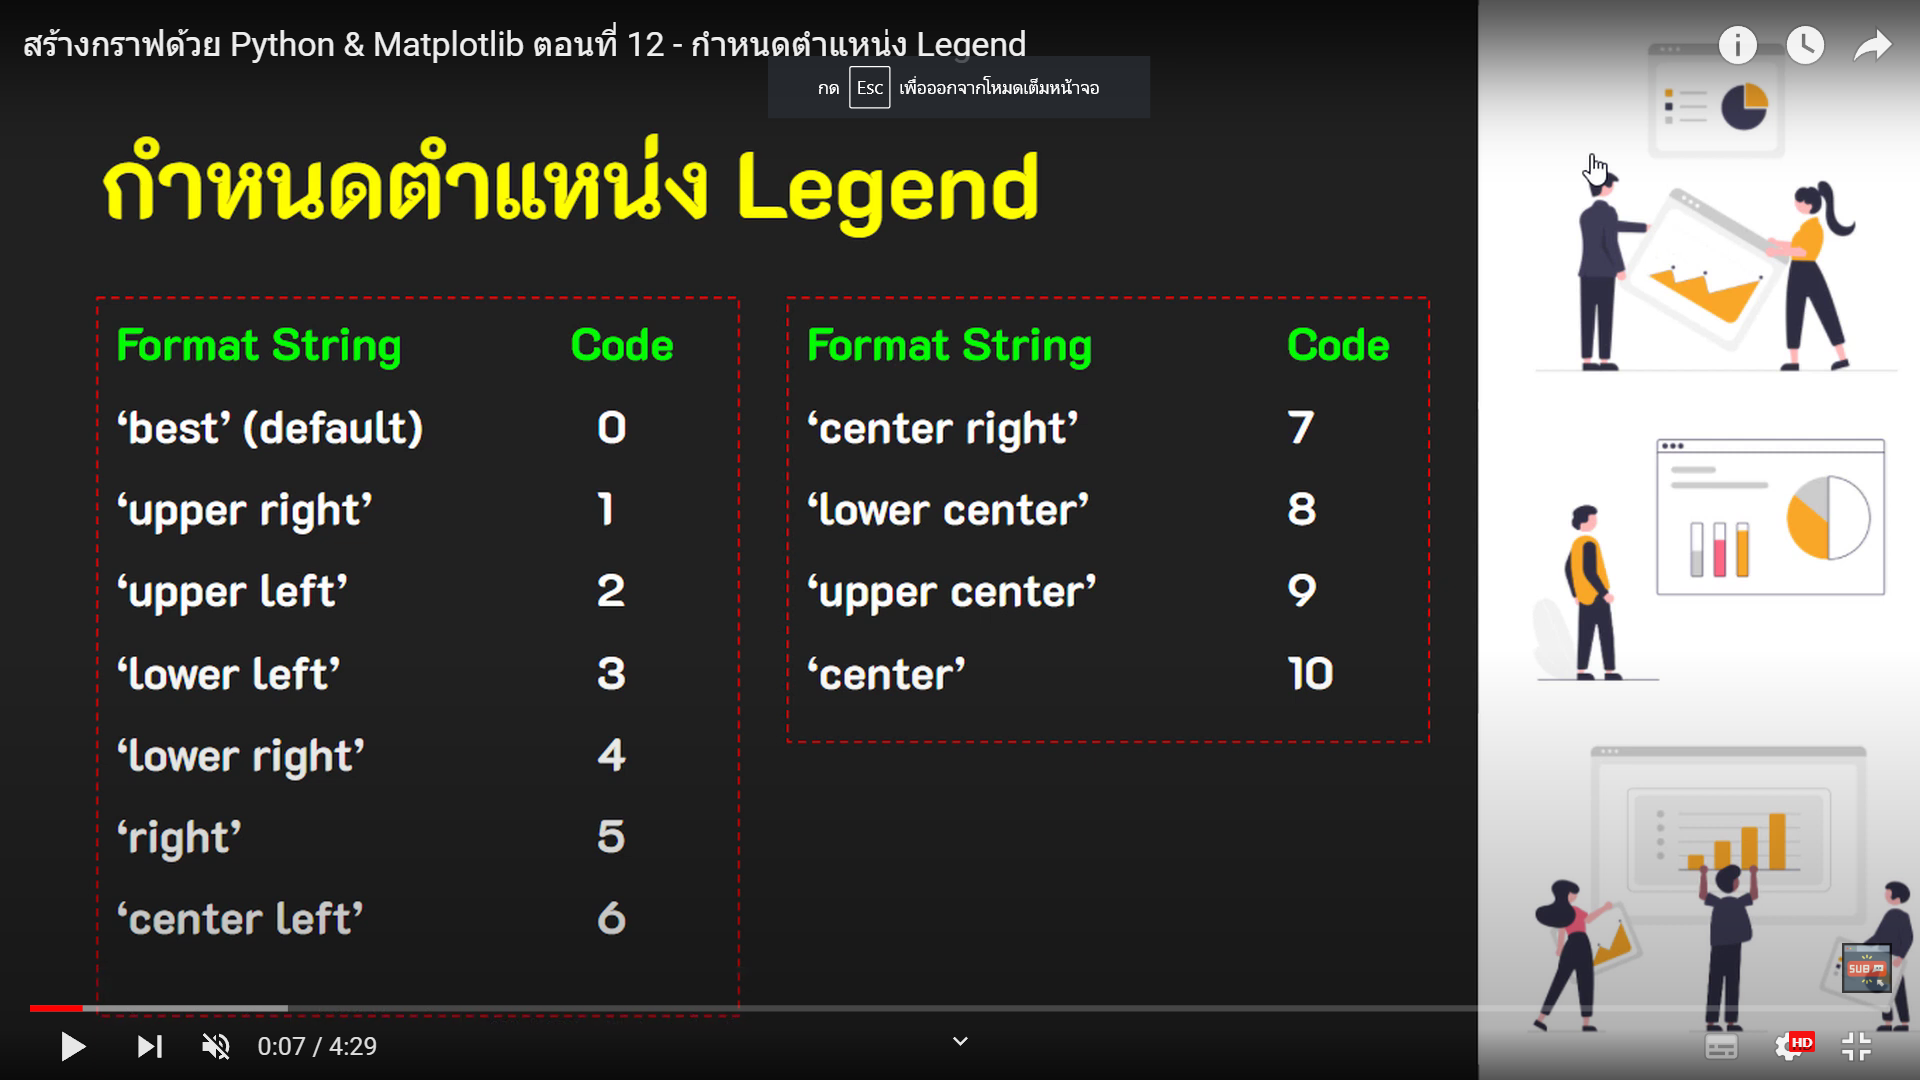 สร้างกราฟด้วย Python & Matplotlib ตอนที่ 12 - กำหนดตำแหน่ง Legend
กด Esc เพื่อออกจากโหมดเต็มหน้าจอ
กำหนดตำแหน่ง Legend
Format String Code
‘best’ (default) 0
‘upper right’ 1
‘upper left’ 2
‘lower left’ 3
‘lower right’ 4
‘right’ 5
‘center left’ 6
Format String Code
‘center right’ 7
‘lower center’ 8
‘upper center’ 9
‘center’ 10
SUB
0:07 / 4:29
HD